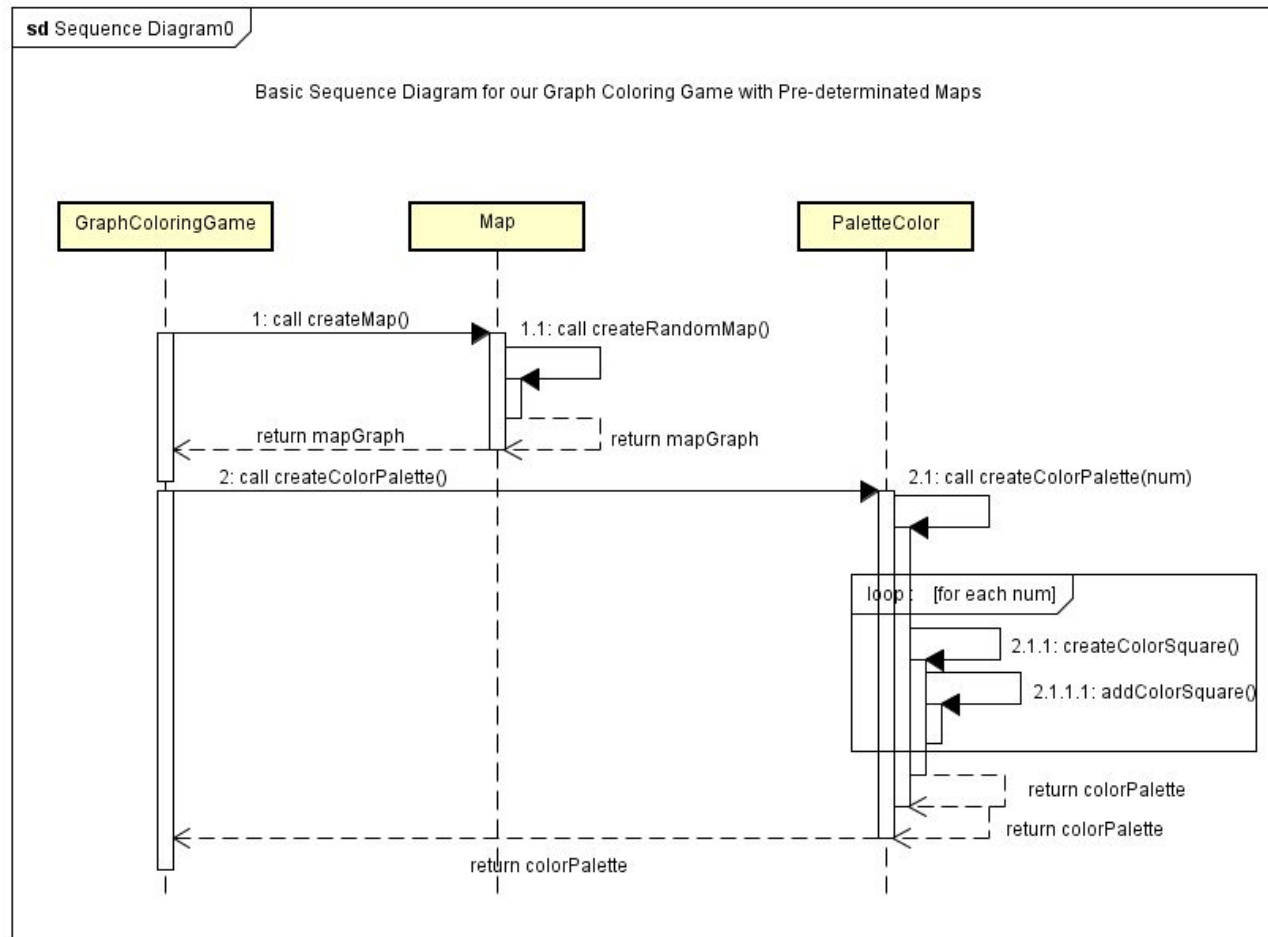 sd Sequence Diagram0
Basic Sequence Diagram for our Graph Coloring Game with Pre-determinated Maps
GraphColoringGame
Map
PaletteColor
1: call createMap()
1.1: call createRandomMap()
return mapGraph
return mapGraph
2: call createColorPalette()
2.1: call createColorPalette(num)
loop : [for each num]
2.1.1: createColorSquare()
2.1.1.1: addColorSquare()
return colorPalette
return colorPalette
return colorPalette